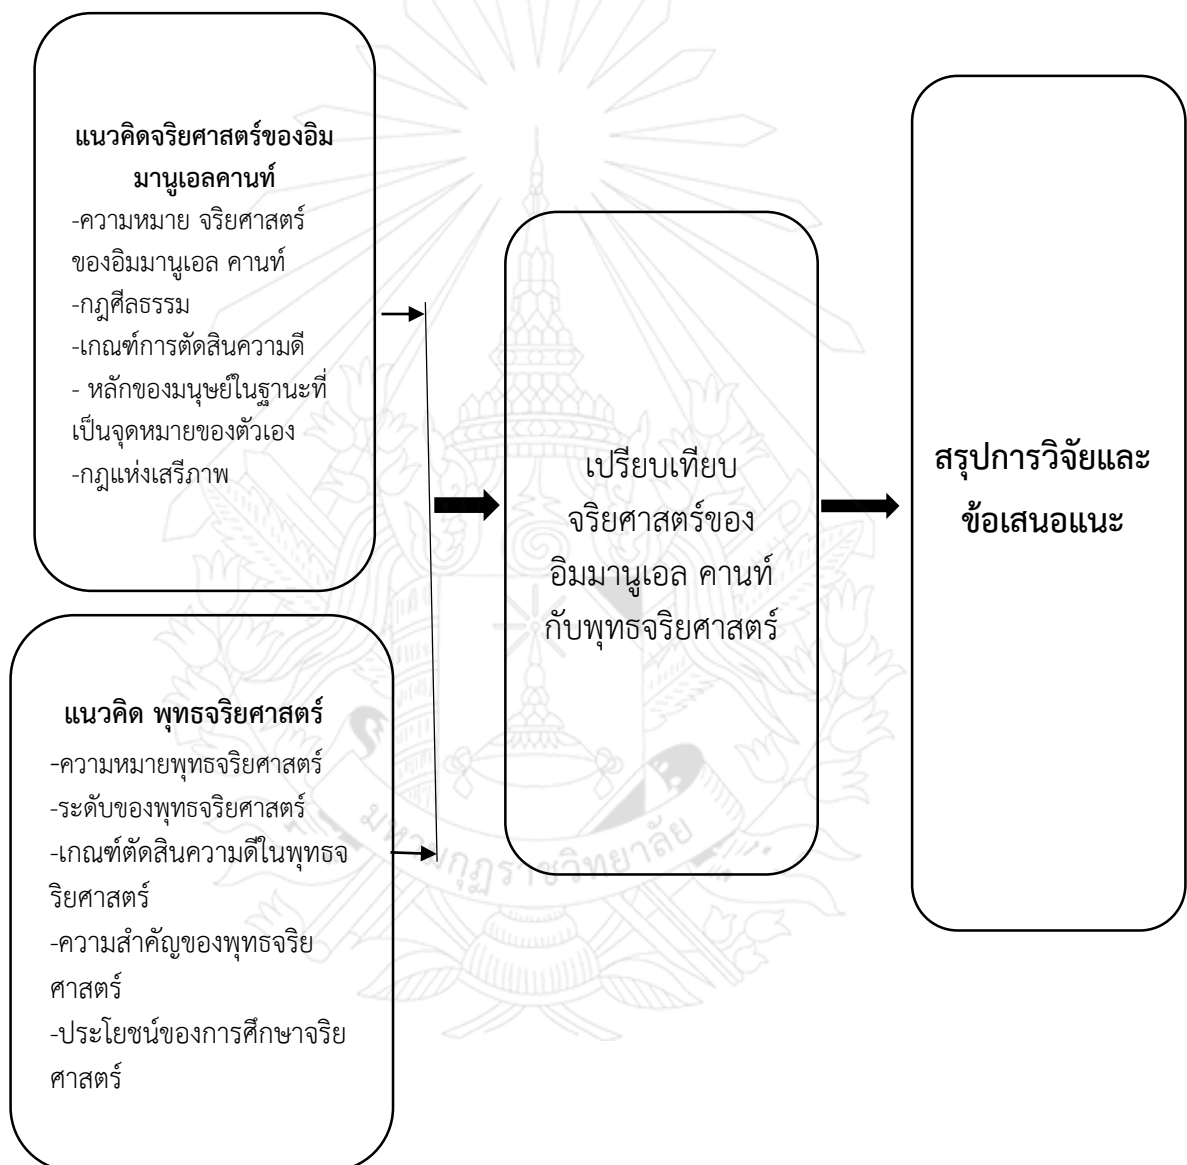 แนวคิดจริยศาสตร์ของอิม
มานูเอลคานท์
-ความหมาย จริยศาสตร์
ของอิมมานูเอล คานท์
-กฎศีลธรรม
-เกณฑ์การตัดสินความดี
- หลักของมนุษย์ในฐานะที่
เป็นจุดหมายของตัวเอง
-กฎแห่งเสรีภาพ
แนวคิด พุทธจริยศาสตร์
-ความหมายพุทธจริยศาสตร์
-ระดับของพุทธจริยศาสตร์
-เกณฑ์ตัดสินความดีในพุทธจ
ริยศาสตร์
-ความสำคัญของพุทธจริย
ศาสตร์
-ประโยชน์ของการศึกษาจริย
ศาสตร์
เปรียบเทียบ
จริยศาสตร์ของ
อิมมานูเอล คานท์
กับพุทธจริยศาสตร์
สรุปการวิจัยและ
ข้อเสนอแนะ
มหามกุฏราชวิทยาลัย